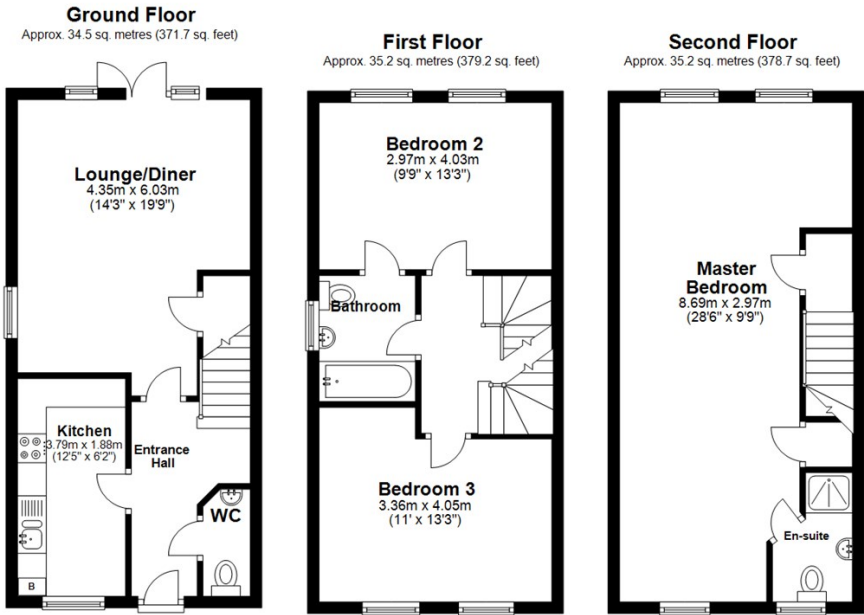 Ground Floor
Approx. 34.5 sq. metres (371.7 sq. feet)
Lounge/Diner
4.35m x 6.03m
(14'3" x 19'9")
Kitchen
3.79m x 1.88m
(12'5" x 6'2")
Entrance
Hall
WC
B
First Floor
Approx. 35.2 sq. metres (379.2 sq. feet)
Bedroom 2
2.97m x 4.03m
(9'9" x 13'3")
Bathroom
Bedroom 3
3.36m x 4.05m
(11' x 13'3")
Second Floor
Approx. 35.2 sq. metres (378.7 sq. feet)
Master
Bedroom
8.69m x 2.97m
(28'6" x 9'9")
En-suite